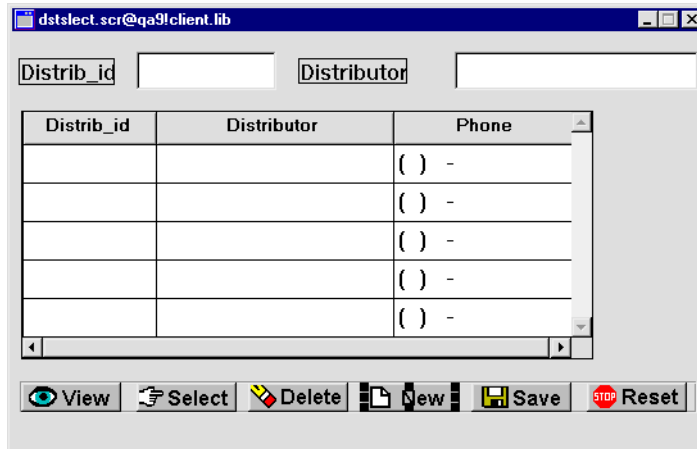 dstslect.scr@qa9!client.lib
Distrib_id Distributor
Distrib_id Distributor Phone
( ) -
( ) -
( ) -
( ) -
( ) -
View Select Delete New Save STOP Reset